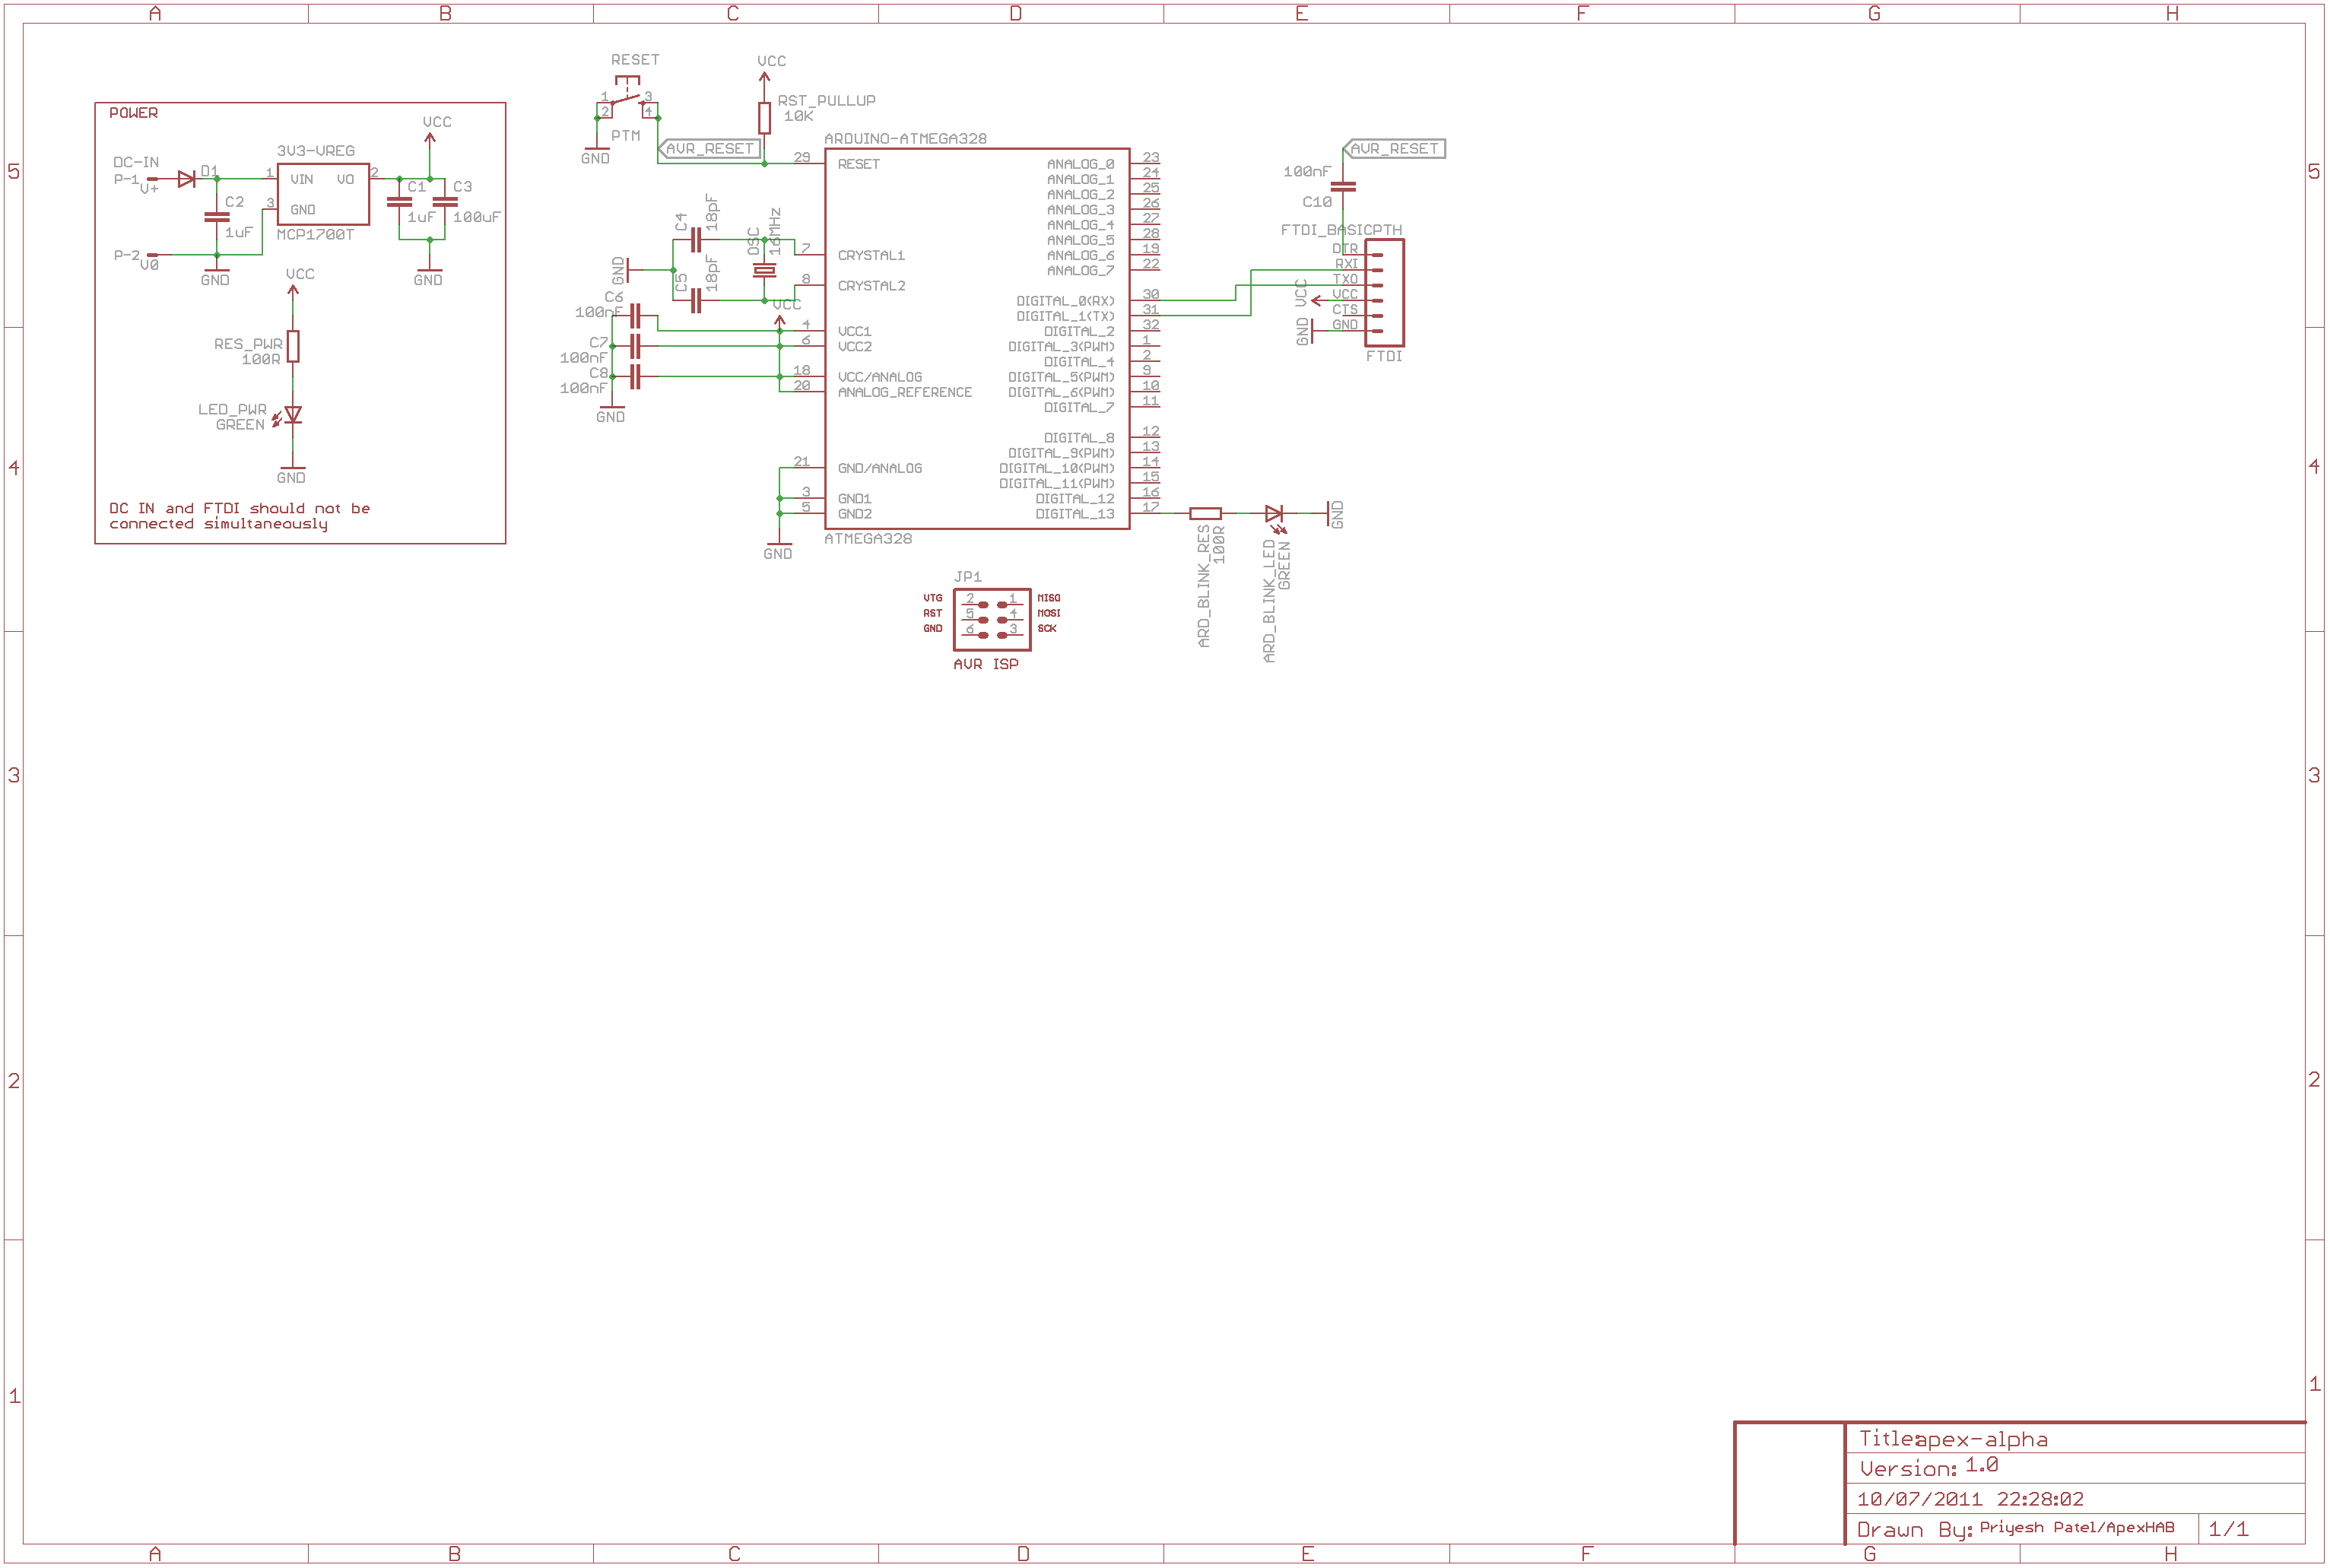 A B C D E F G H
5
4
3
2
1
5
4
3
2
1
A B C D E F G H
POWER
DC-IN
P-1
V+
D1
P-2
V0
C2
1uF
GND
3V3-VREG
1
VIN
VO
2
3
GND
MCP1700T
VCC
C1
1uF
C3
100uF
GND
VCC
RES_PWR
100R
LED_PWR
GREEN
GND
DC IN and FTDI should not be
connected simultaneously
RESET
1
2
3
4
PTM
GND
AVR_RESET
VCC
RST_PULLUP
10K
C4
18pF
C5
18pF
GND
OSC
16MHz
VCC
C6
100nF
C7
100nF
C8
100nF
GND
GND
ARDUINO-ATMEGA328
29 RESET
7 CRYSTAL1
8 CRYSTAL2
4 VCC1
6 VCC2
18 VCC/ANALOG
20 ANALOG_REFERENCE
21 GND/ANALOG
3 GND1
5 GND2
ANALOG_0 23
ANALOG_1 24
ANALOG_2 25
ANALOG_3 26
ANALOG_4 27
ANALOG_5 28
ANALOG_6 19
ANALOG_7 22
DIGITAL_0(RX) 30
DIGITAL_1(TX) 31
DIGITAL_2 32
DIGITAL_3(PWM) 1
DIGITAL_4 2
DIGITAL_5(PWM) 9
DIGITAL_6(PWM) 10
DIGITAL_7 11
DIGITAL_8 12
DIGITAL_9(PWM) 13
DIGITAL_10(PWM) 14
DIGITAL_11(PWM) 15
DIGITAL_12 16
DIGITAL_13 17
ATMEGA328
AVR_RESET
100nF
C10
FTDI_BASICPTH
DTR
RXI
TXO
VCC
CTS
GND
VCC
GND
FTDI
ARD_BLINK_RES
100R
ARD_BLINK_LED
GREEN
GND
JP1
VTG 2 1 MISO
RST 5 4 MOSI
GND 6 3 SCK
AVR ISP
Title:apex-alpha
Version: 1.0
10/07/2011 22:28:02
Drawn By: Priyesh Patel/ApexHAB 1/1